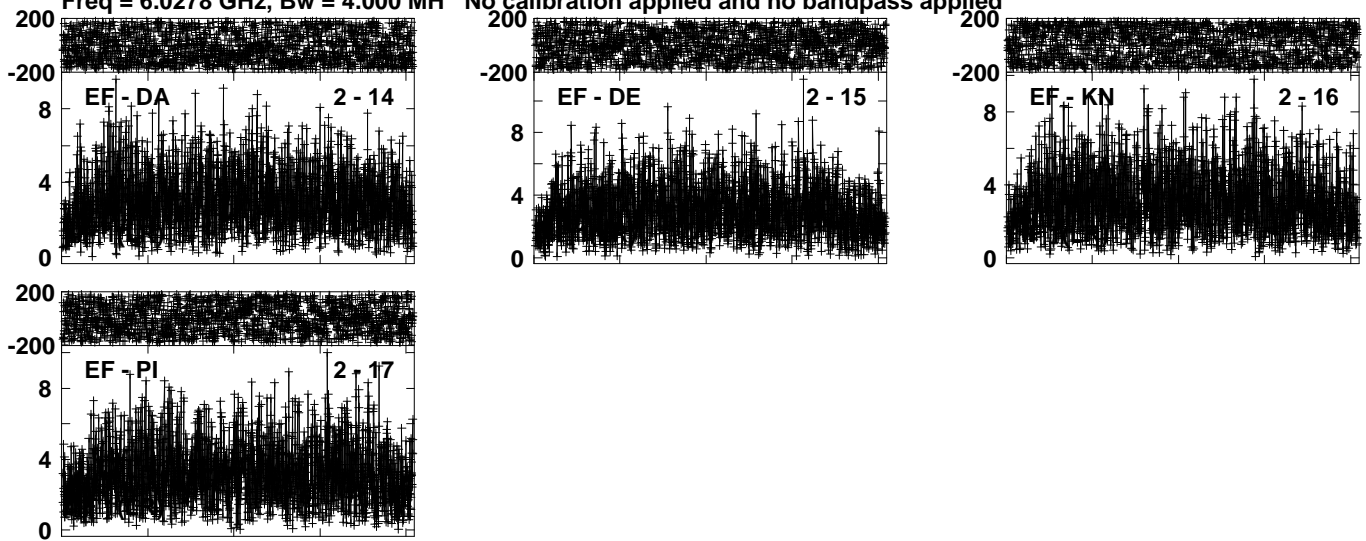 Freq = 6.0278 GHz, Bw = 4.000 MH No calibration applied and no bandpass applied
200 200 200
-200 -200 -200
EF - DA 2 - 14 EF - DE 2 - 15 EF - KN 2 - 16
8 8 8
4 4 4
0 0 0
200
-200
EF - PI 2 - 17
8
4
0